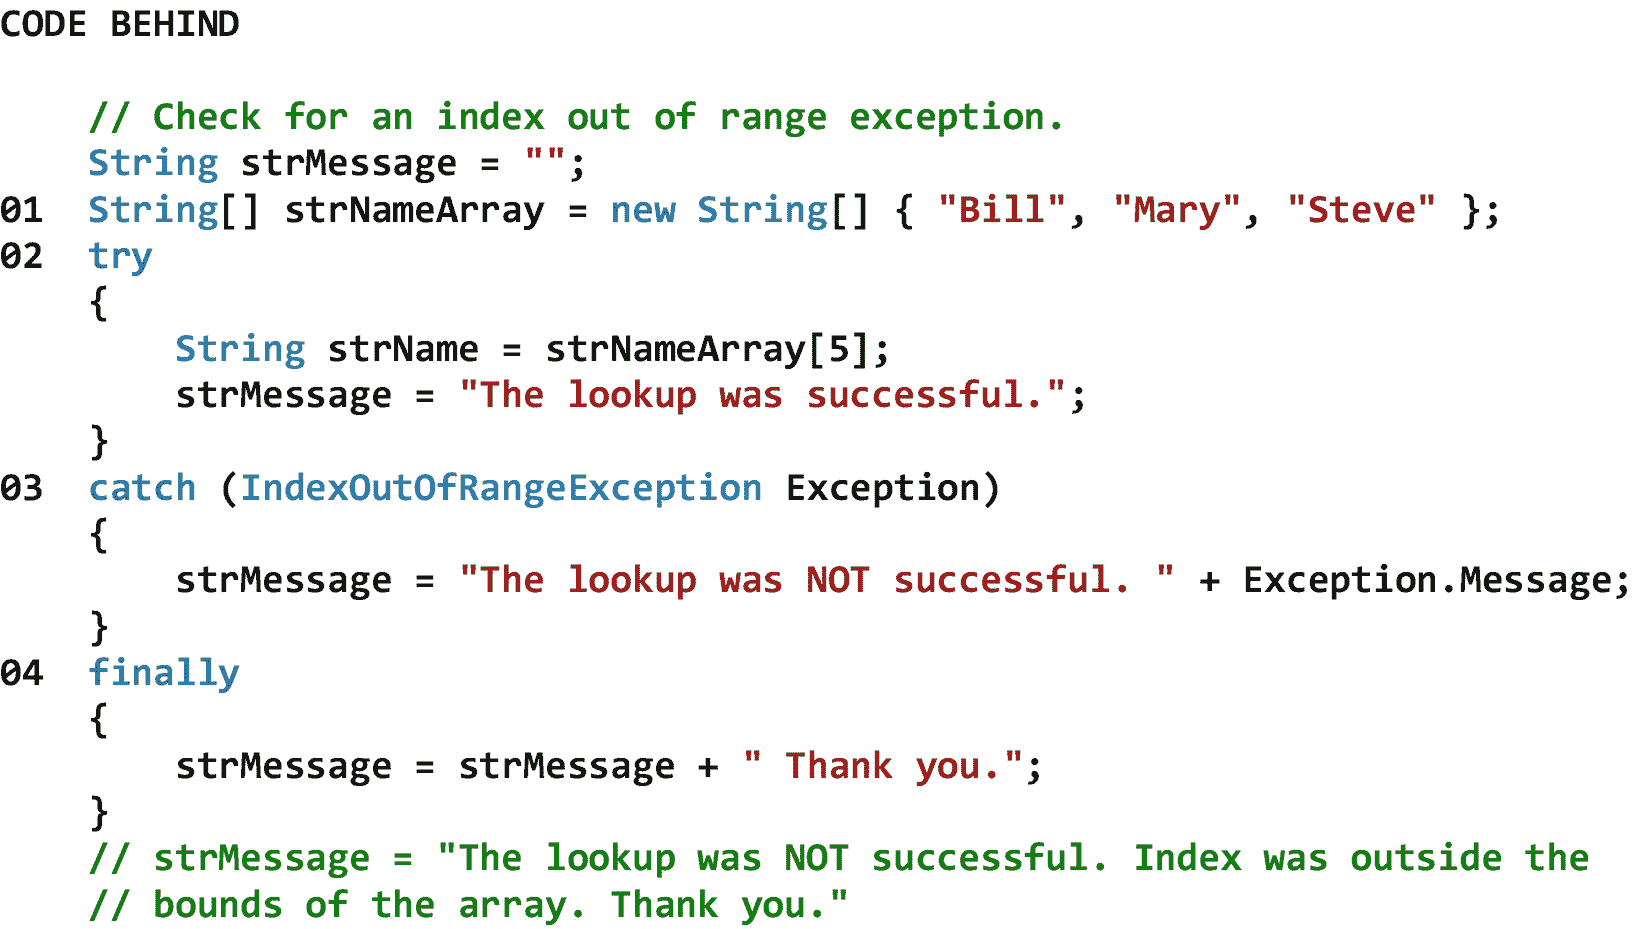 CODE BEHIND
// Check for an index out of range exception.
String strMessage = "";
01 String[] strNameArray = new String[] { "Bill", "Mary", "Steve" };
02 try
{
String strName = strNameArray[5];
strMessage = "The lookup was successful.";
}
03 catch (IndexOutOfRangeException Exception)
{
strMessage = "The lookup was NOT successful. " + Exception.Message;
}
04 finally
{
strMessage = strMessage + " Thank you.";
}
// strMessage = "The lookup was NOT successful. Index was outside the
// bounds of the array. Thank you."